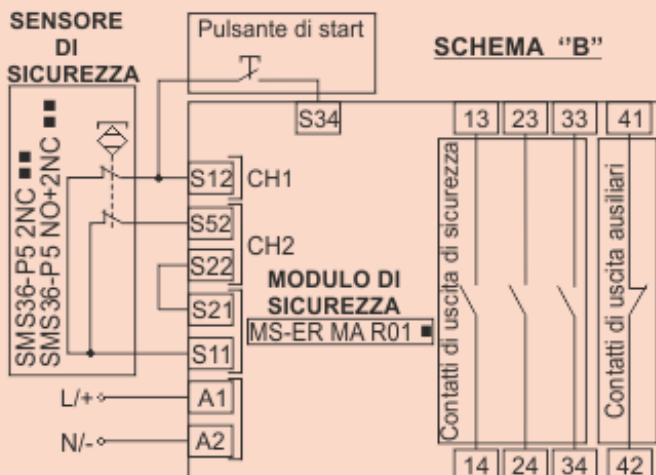 SENSORE
DI
SICUREZZA
Pulsante di start
SCHEMA ‘’B”
S34
13 23 33 41
SMS36-P5 2NC ■■
SMS36-P5 NO+2NC ■■
S12 CH1
S52
CH2
S22
S21
S11
MODULO DI
SICUREZZA
MS-ER MA R01 ■
Contatti di uscita di sicurezza
Contatti di uscita ausiliari
L/+ A1
N/- A2
14 24 34 42